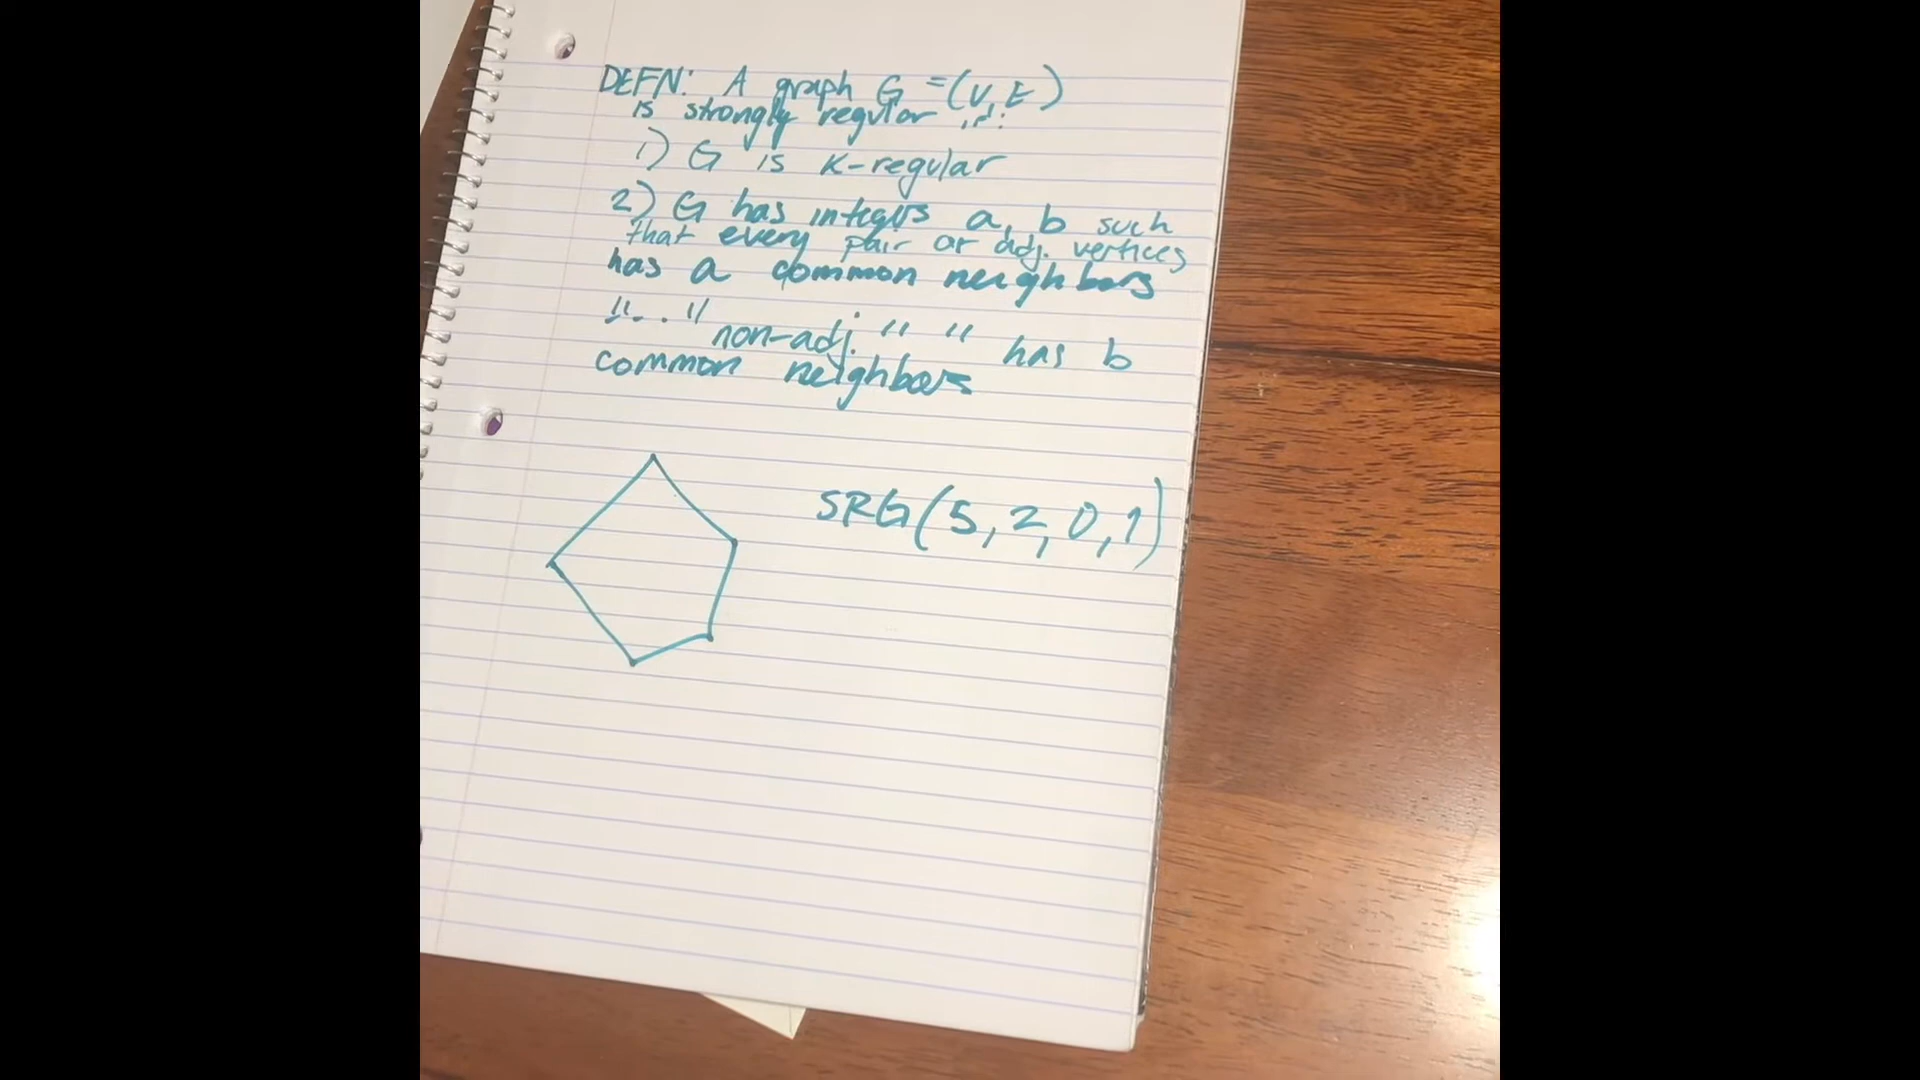 DEFN: A graph G = (V, E)
is strongly regular if:
1) G is K-regular
2) G has integers a, b such
that every pair of adj. vertices
has a common neighbors
"..." non-adj. " " has b
common neighbors
SRG(5, 2, 0, 1)